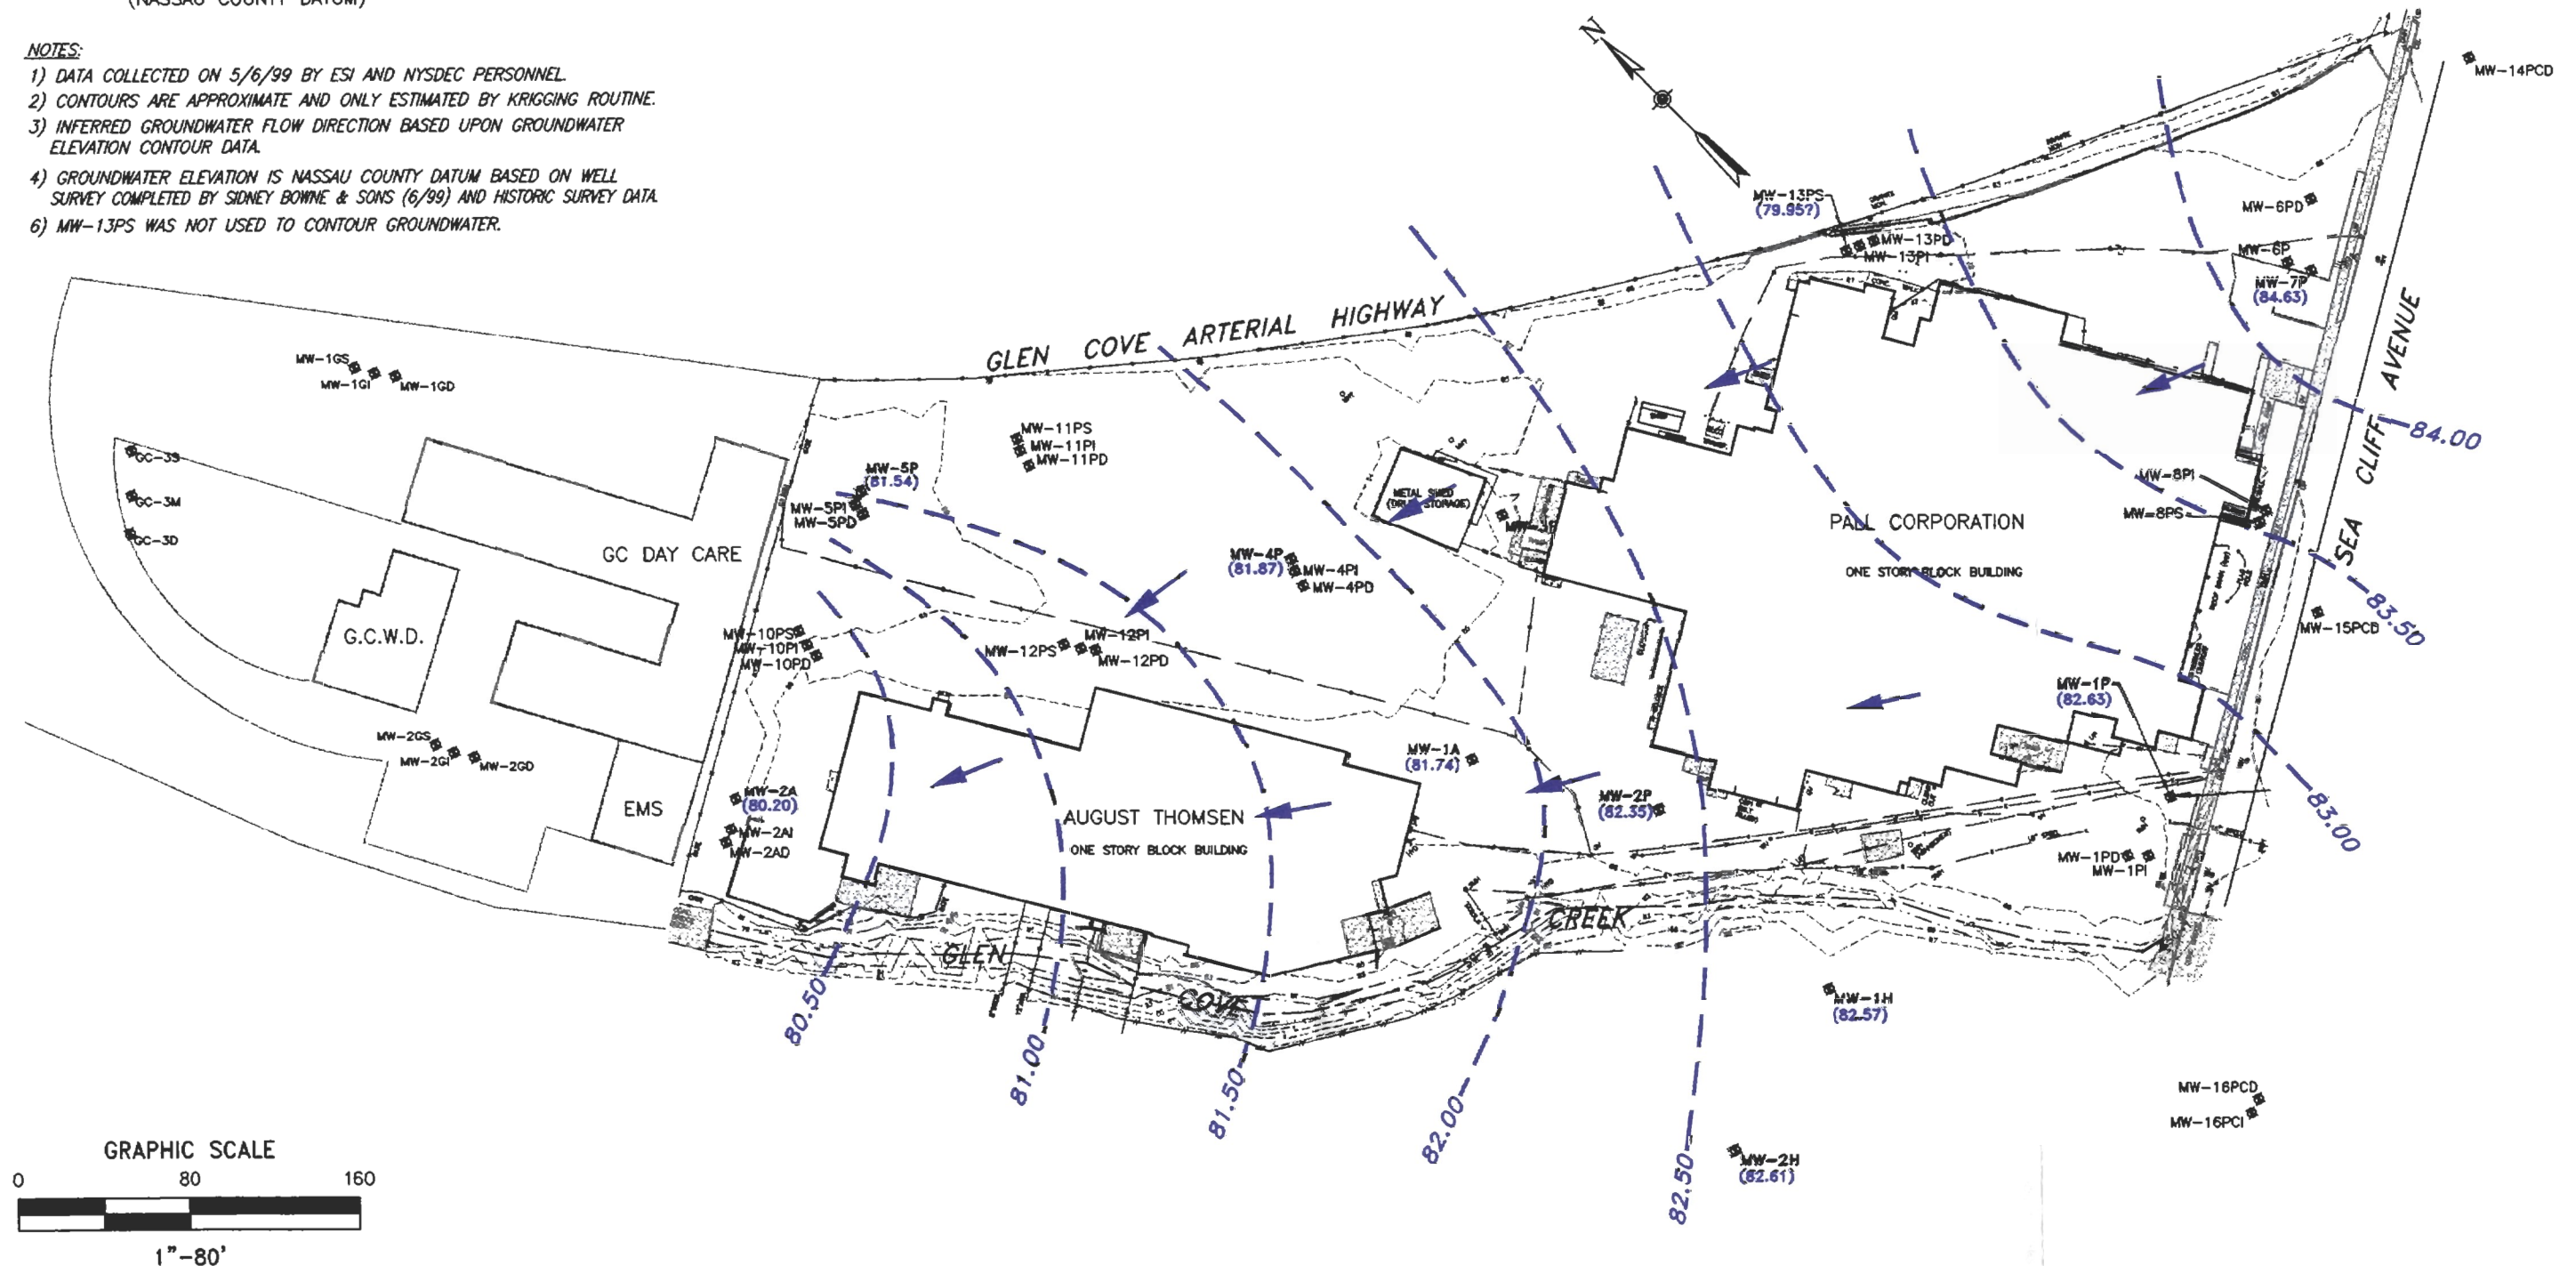 (NASSAU COUNTY DATUM)
NOTES:
1) DATA COLLECTED ON 5/6/99 BY ESI AND NYSDEC PERSONNEL.
2) CONTOURS ARE APPROXIMATE AND ONLY ESTIMATED BY KRIGGING ROUTINE.
3) INFERRED GROUNDWATER FLOW DIRECTION BASED UPON GROUNDWATER
ELEVATION CONTOUR DATA.
4) GROUNDWATER ELEVATION IS NASSAU COUNTY DATUM BASED ON WELL
SURVEY COMPLETED BY SIDNEY BOWNE & SONS (6/99) AND HISTORIC SURVEY DATA.
6) MW-13PS WAS NOT USED TO CONTOUR GROUNDWATER.
N
MW-14PCD
MW-13PS
(79.95?)
MW-13PD
MW-13PI
MW-6PD
MW-6P
MW-7P
(84.63)
GLEN COVE ARTERIAL HIGHWAY
SEA CLIFF AVENUE
MW-1GS
MW-1GI
MW-1GD
GC-3S
GC-3M
GC-3D
MW-11PS
MW-11PI
MW-11PD
MW-5P
(81.54)
MW-5PI
MW-5PD
METAL SHED
(DRUM STORAGE)
84.00
MW-8PI
MW-8PS
PALL CORPORATION
ONE STORY BLOCK BUILDING
GC DAY CARE
MW-4P
(81.87)
MW-4PI
MW-4PD
83.50
MW-15PCD
G.C.W.D.
MW-10PS
MW-10PI
MW-10PD
MW-12PS
MW-12PI
MW-12PD
MW-1P
(82.63)
MW-2GS
MW-2GI
MW-2GD
EMS
MW-2A
(80.20)
MW-2AI
MW-2AD
AUGUST THOMSEN
ONE STORY BLOCK BUILDING
MW-1A
(81.74)
MW-2P
(82.35)
83.00
MW-1PD
MW-1PI
GLEN COVE CREEK
MW-1H
(82.57)
80.50
81.00
81.50
82.00
82.50
MW-2H
(82.61)
MW-16PCD
MW-16PCI
GRAPHIC SCALE
0 80 160
1"-80'